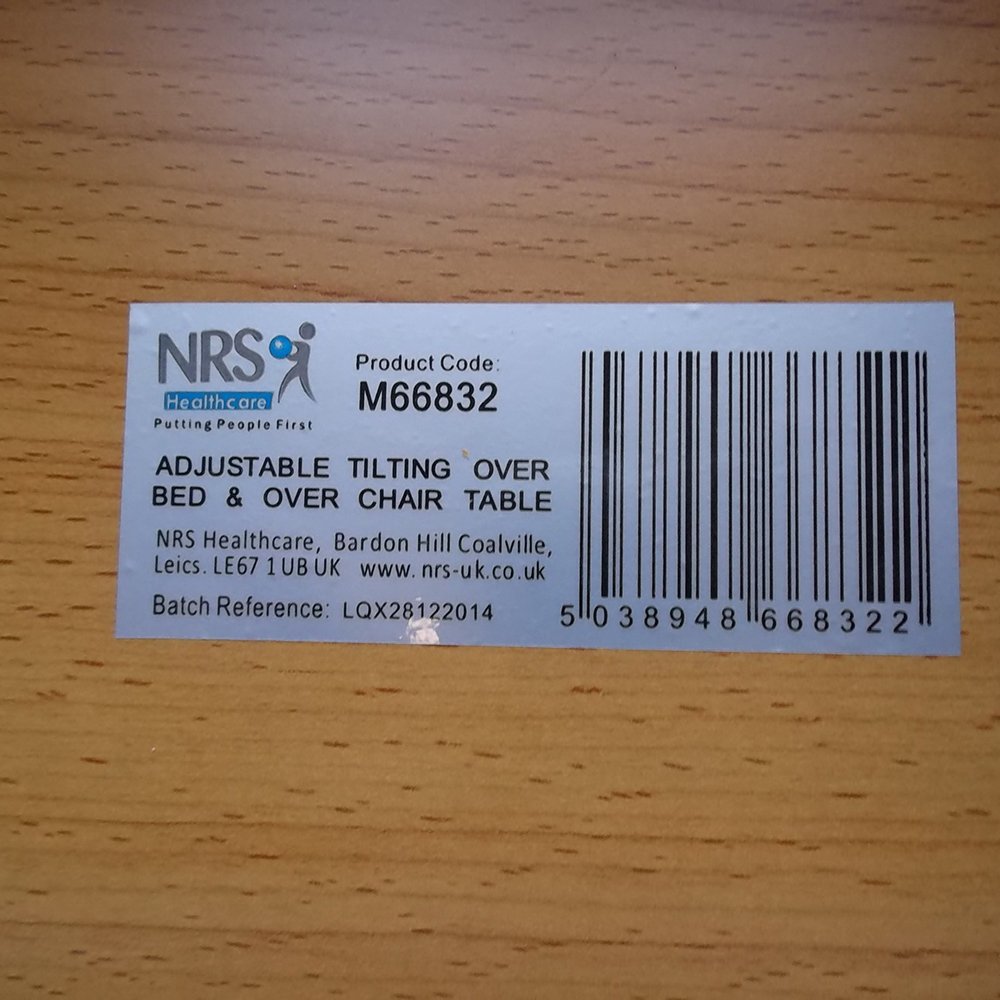 NRS
Healthcare
Putting People First
Product Code:
M66832
ADJUSTABLE TILTING OVER
BED & OVER CHAIR TABLE
NRS Healthcare, Bardon Hill Coalville,
Leics. LE67 1UB UK www.nrs-uk.co.uk
Batch Reference: LQX28122014
5 038948 668322